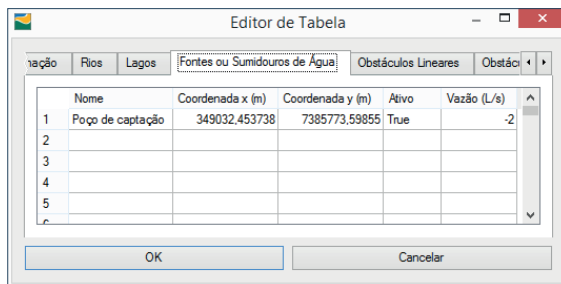 Editor de Tabela
nação Rios Lagos Fontes ou Sumidouros de Água Obstáculos Lineares Obstác
Nome Coordenada x (m) Coordenada y (m) Ativo Vazão (L/s)
1 Poço de captação 349032,453738 7385773,59855 True -2
2
3
4
5
OK Cancelar